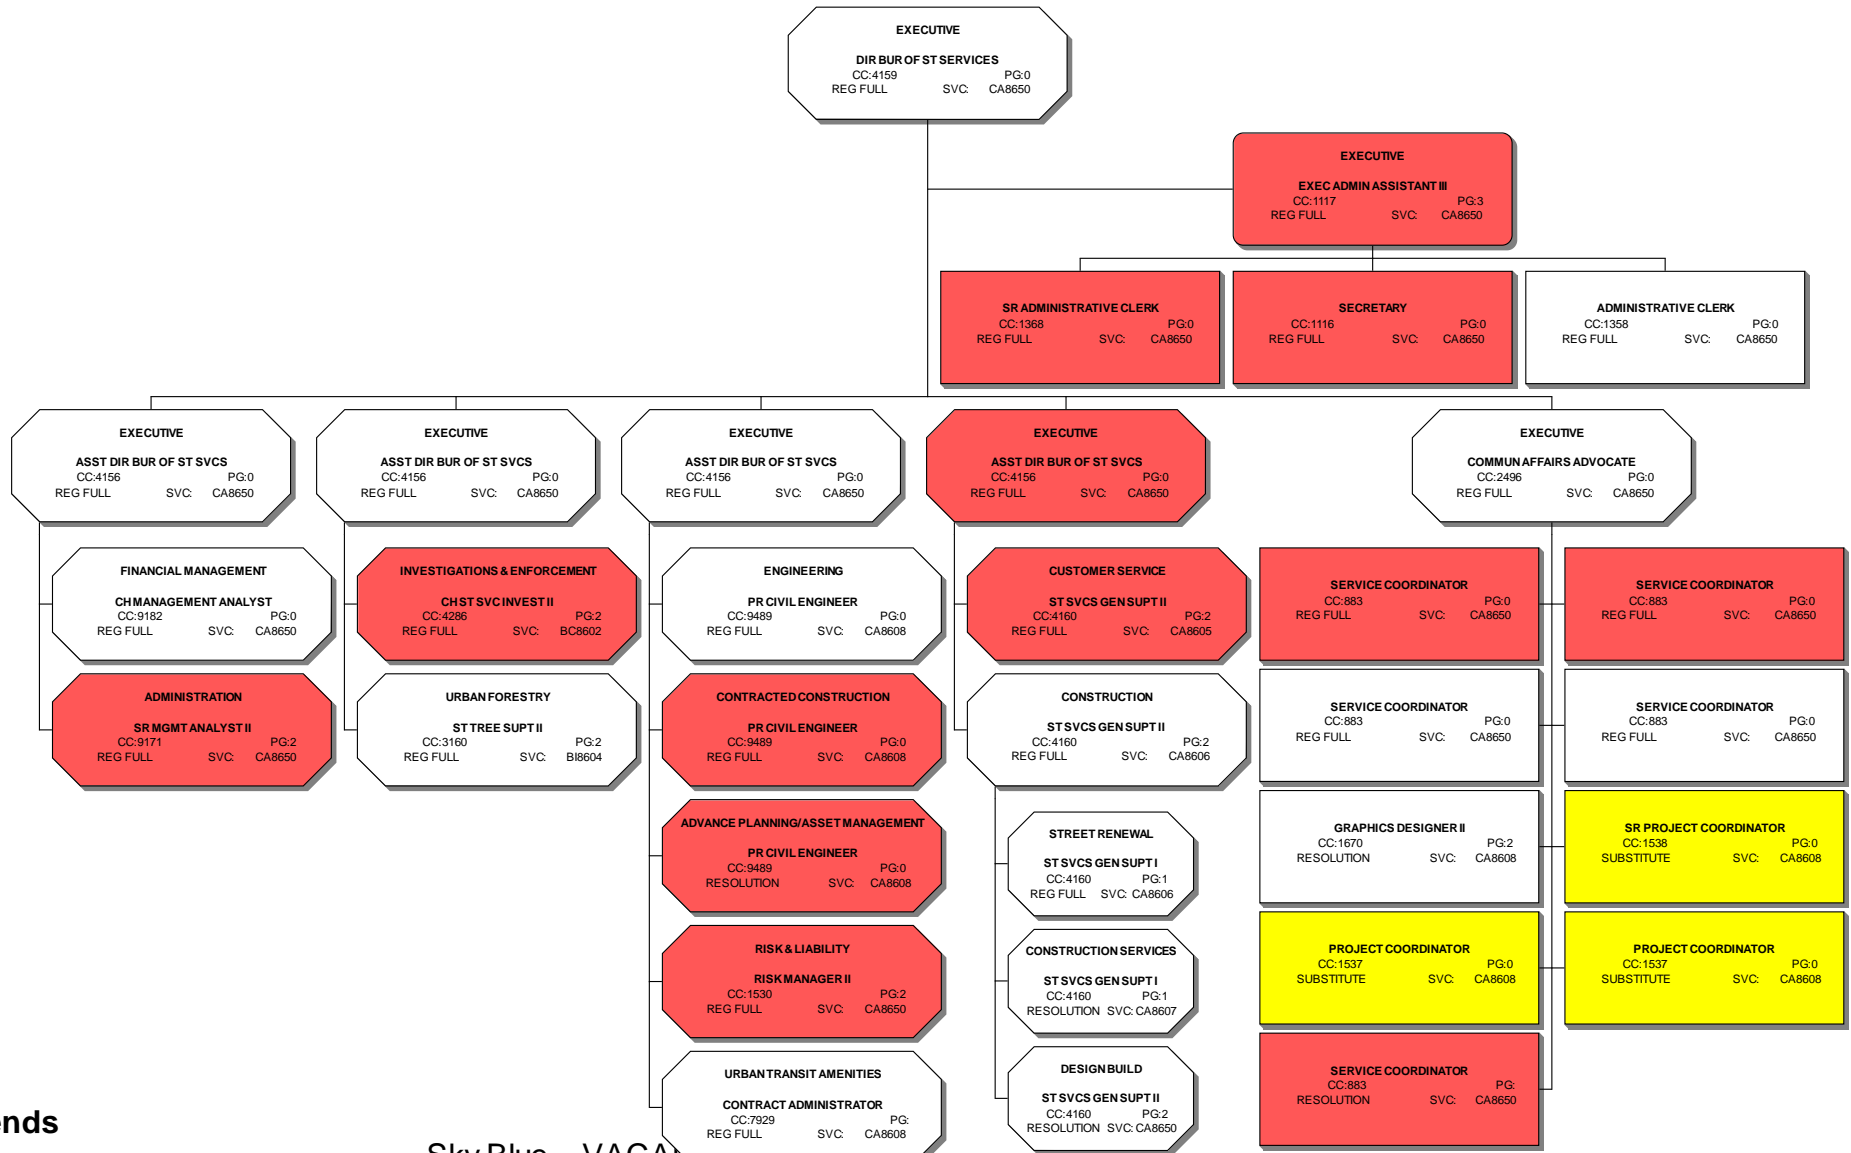 EXECUTIVE
DIR BUR OF ST SERVICES
CC:4159 PG:0
REG FULL SVC: CA8650
EXECUTIVE
EXEC ADMIN ASSISTANT III
CC:1117 PG:3
REG FULL SVC: CA8650
SR ADMINISTRATIVE CLERK
CC:1368 PG:0
REG FULL SVC: CA8650
SECRETARY
CC:1116 PG:0
REG FULL SVC: CA8650
ADMINISTRATIVE CLERK
CC:1358 PG:0
REG FULL SVC: CA8650
EXECUTIVE
ASST DIR BUR OF ST SVCS
CC:4156 PG:0
REG FULL SVC: CA8650
EXECUTIVE
ASST DIR BUR OF ST SVCS
CC:4156 PG:0
REG FULL SVC: CA8650
EXECUTIVE
ASST DIR BUR OF ST SVCS
CC:4156 PG:0
REG FULL SVC: CA8650
EXECUTIVE
ASST DIR BUR OF ST SVCS
CC:4156 PG:0
REG FULL SVC: CA8650
EXECUTIVE
COMMUN AFFAIRS ADVOCATE
CC:2496 PG:0
REG FULL SVC: CA8650
FINANCIAL MANAGEMENT
CH MANAGEMENT ANALYST
CC:9182 PG:0
REG FULL SVC: CA8650
ADMINISTRATION
SR MGMT ANALYST II
CC:9171 PG:2
REG FULL SVC: CA8650
INVESTIGATIONS & ENFORCEMENT
CH ST SVC INVEST II
CC:4286 PG:2
REG FULL SVC: BC8602
URBAN FORESTRY
ST TREE SUPT II
CC:3160 PG:2
REG FULL SVC: BI8604
ENGINEERING
PR CIVIL ENGINEER
CC:9489 PG:0
REG FULL SVC: CA8608
CONTRACTED CONSTRUCTION
PR CIVIL ENGINEER
CC:9489 PG:0
REG FULL SVC: CA8608
ADVANCE PLANNING/ASSET MANAGEMENT
PR CIVIL ENGINEER
CC:9489 PG:0
RESOLUTION SVC: CA8608
RISK & LIABILITY
RISK MANAGER II
CC:1530 PG:2
REG FULL SVC: CA8650
URBAN TRANSIT AMENITIES
CONTRACT ADMINISTRATOR
CC:7929 PG:
REG FULL SVC: CA8608
CUSTOMER SERVICE
ST SVCS GEN SUPT II
CC:4160 PG:2
REG FULL SVC: CA8605
CONSTRUCTION
ST SVCS GEN SUPT II
CC:4160 PG:2
REG FULL SVC: CA8606
STREET RENEWAL
ST SVCS GEN SUPT I
CC:4160 PG:1
REG FULL SVC: CA8606
CONSTRUCTION SERVICES
ST SVCS GEN SUPT I
CC:4160 PG:1
RESOLUTION SVC: CA8607
DESIGN BUILD
ST SVCS GEN SUPT II
CC:4160 PG:2
RESOLUTION SVC: CA8650
SERVICE COORDINATOR
CC:883 PG:0
REG FULL SVC: CA8650
SERVICE COORDINATOR
CC:883 PG:0
REG FULL SVC: CA8650
SERVICE COORDINATOR
CC:883 PG:0
REG FULL SVC: CA8650
SERVICE COORDINATOR
CC:883 PG:0
REG FULL SVC: CA8650
GRAPHICS DESIGNER II
CC:1670 PG:2
RESOLUTION SVC: CA8608
SR PROJECT COORDINATOR
CC:1538 PG:0
SUBSTITUTE SVC: CA8608
PROJECT COORDINATOR
CC:1537 PG:0
SUBSTITUTE SVC: CA8608
PROJECT COORDINATOR
CC:1537 PG:0
SUBSTITUTE SVC: CA8608
SERVICE COORDINATOR
CC:883 PG:
RESOLUTION SVC: CA8650
ends
Sky Blue